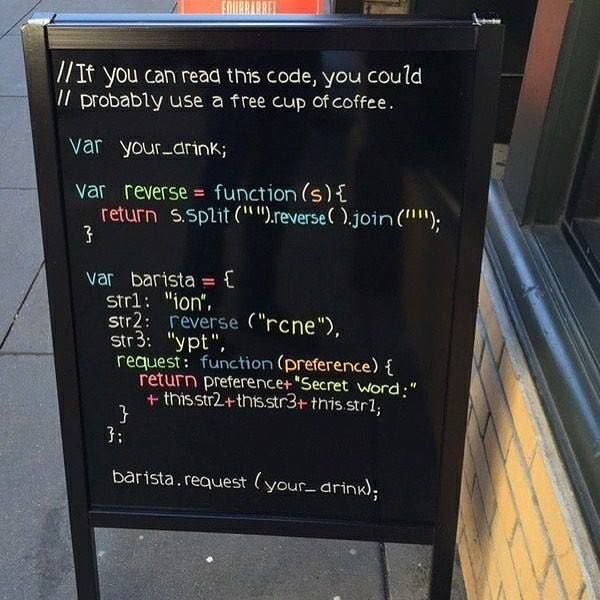 FOURBARREL
//If you can read this code, you could
// probably use a free cup of coffee.
var your_drink;
var reverse = function (s) {
return s.split ("").reverse( ).join ("");
}
var barista = {
str1: "ion",
str2: reverse ("rcne"),
str3: "ypt",
request: function (preference) {
return preference+ "Secret word:"
+ this.str2+this.str3+this.str1;
}
};
barista.request (your_drink);